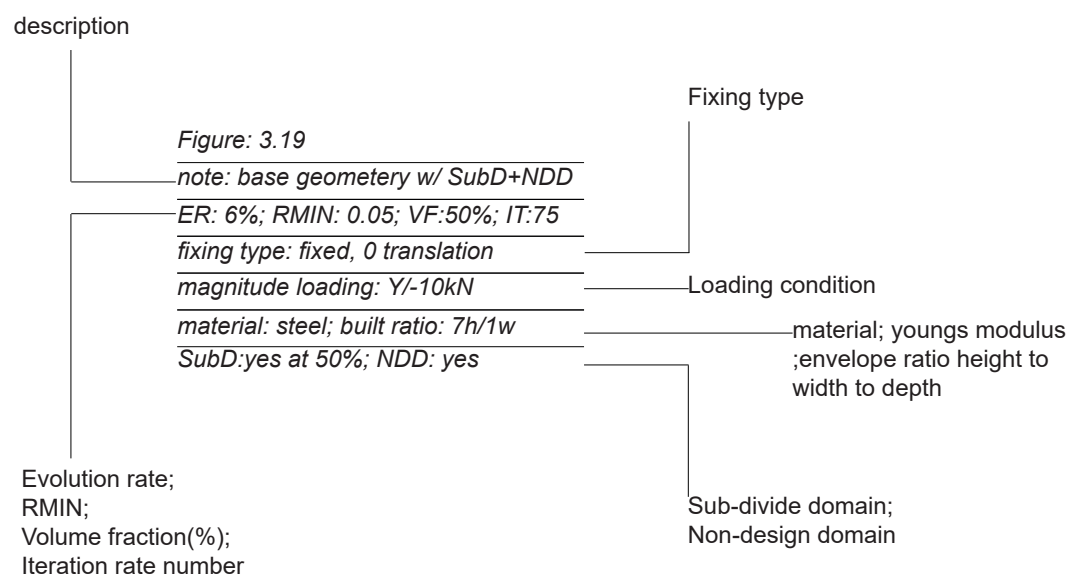 description
Fixing type
Figure: 3.19
note: base geometery w/ SubD+NDD
ER: 6%; RMIN: 0.05; VF:50%; IT:75
fixing type: fixed, 0 translation
magnitude loading: Y/-10kN
Loading condition
material: steel; built ratio: 7h/1w
material; youngs modulus
;envelope ratio height to
width to depth
SubD:yes at 50%; NDD: yes
Evolution rate;
RMIN;
Volume fraction(%);
Iteration rate number
Sub-divide domain;
Non-design domain